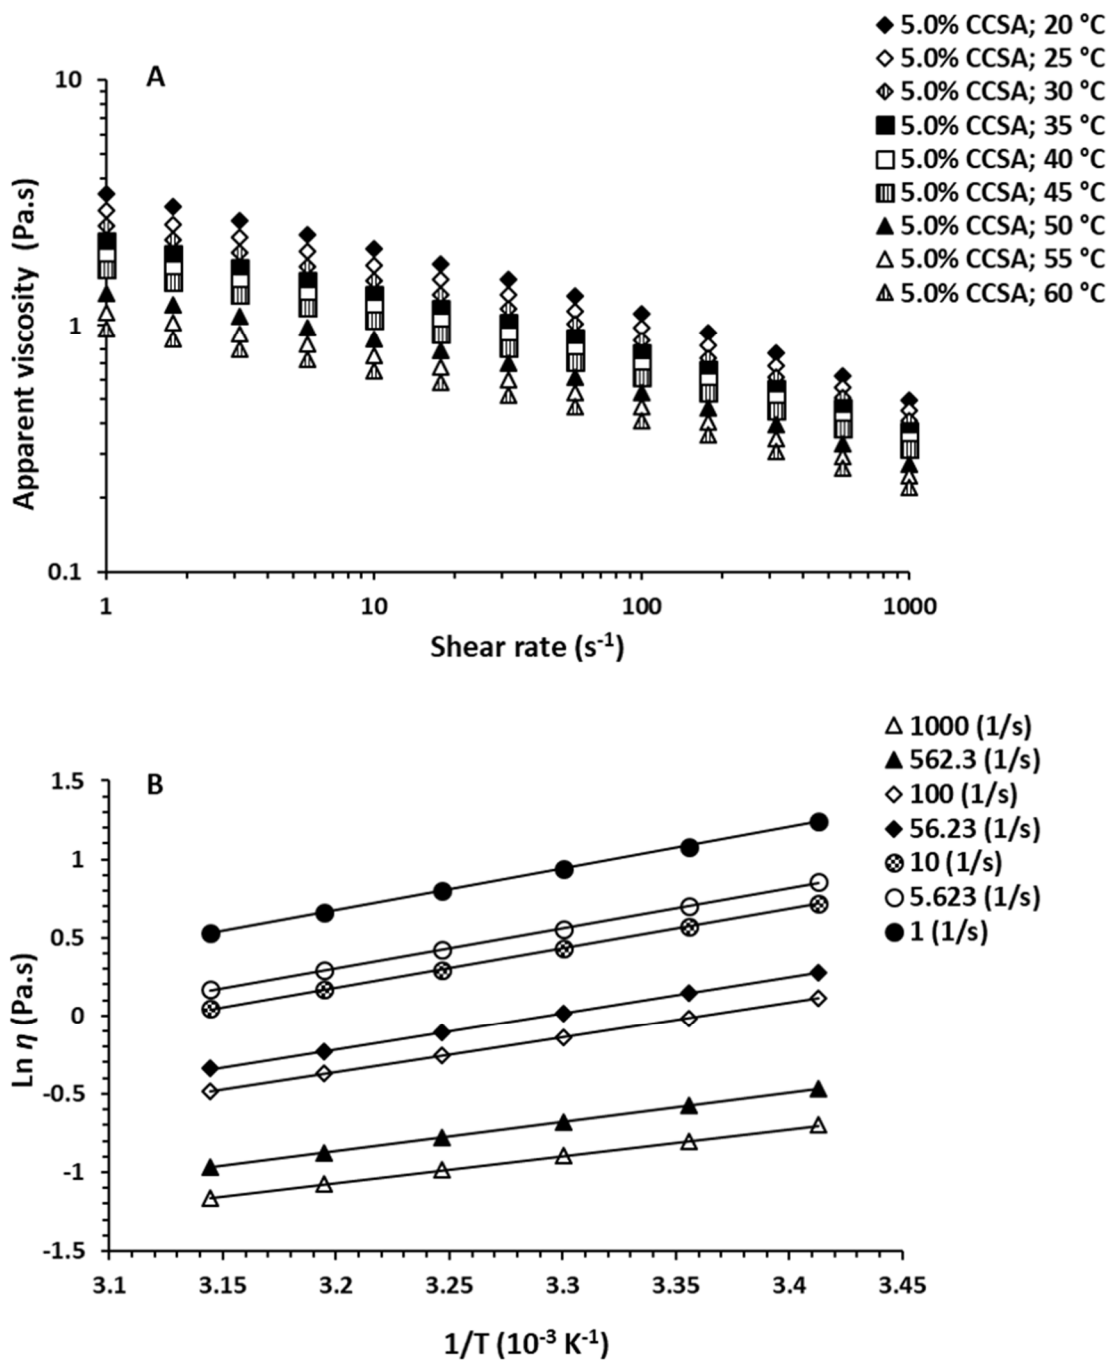 5.0% CCSA; 20 °C
5.0% CCSA; 25 °C
5.0% CCSA; 30 °C
5.0% CCSA; 35 °C
5.0% CCSA; 40 °C
5.0% CCSA; 45 °C
5.0% CCSA; 50 °C
5.0% CCSA; 55 °C
5.0% CCSA; 60 °C
A
10
1
0.1
Apparent viscosity (Pa.s)
1 10 100 1000
Shear rate (s⁻¹)
1000 (1/s)
562.3 (1/s)
100 (1/s)
56.23 (1/s)
10 (1/s)
5.623 (1/s)
1 (1/s)
B
1.5
1
0.5
0
-0.5
-1
-1.5
Ln η (Pa.s)
3.1 3.15 3.2 3.25 3.3 3.35 3.4 3.45
1/T (10⁻³ K⁻¹)